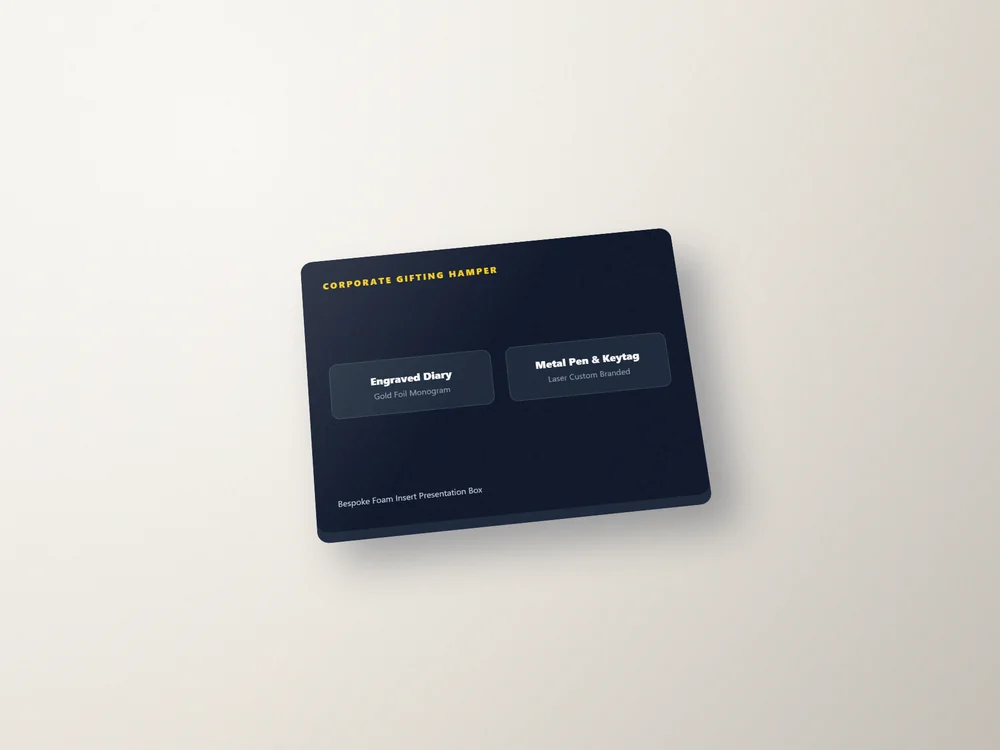 CORPORATE GIFTING HAMPER
Engraved Diary
Gold Foil Monogram
Metal Pen & Keytag
Laser Custom Branded
Bespoke Foam Insert Presentation Box